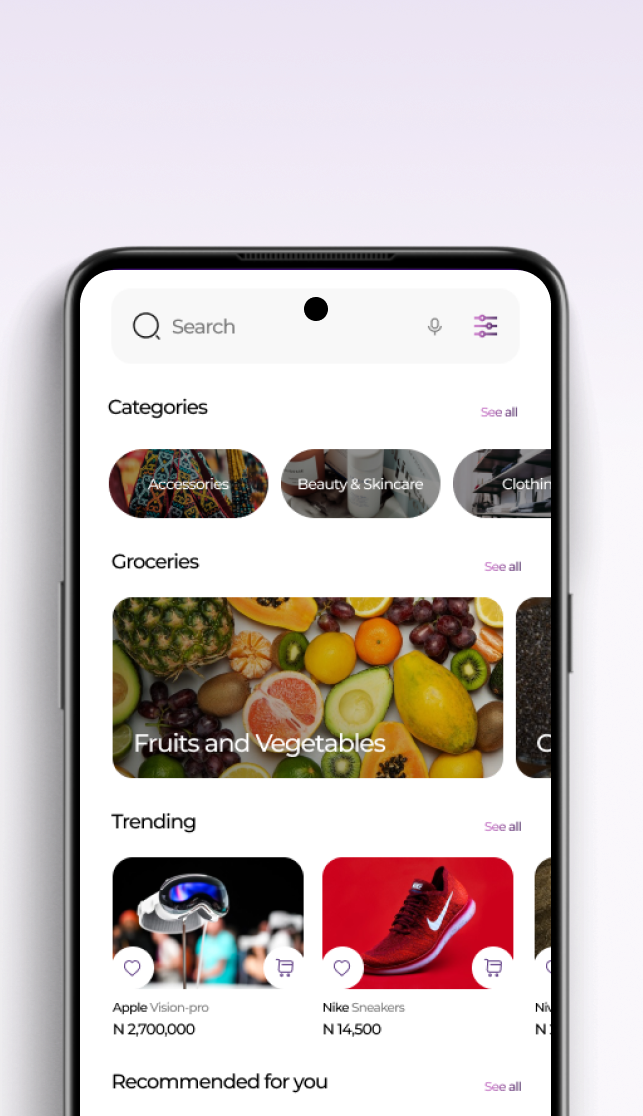 Search
Categories
See all
Accessories
Beauty & Skincare
Clothin
Groceries
See all
Fruits and Vegetables
Trending
See all
Apple Vision-pro
N 2,700,000
Nike Sneakers
N 14,500
Recommended for you
See all